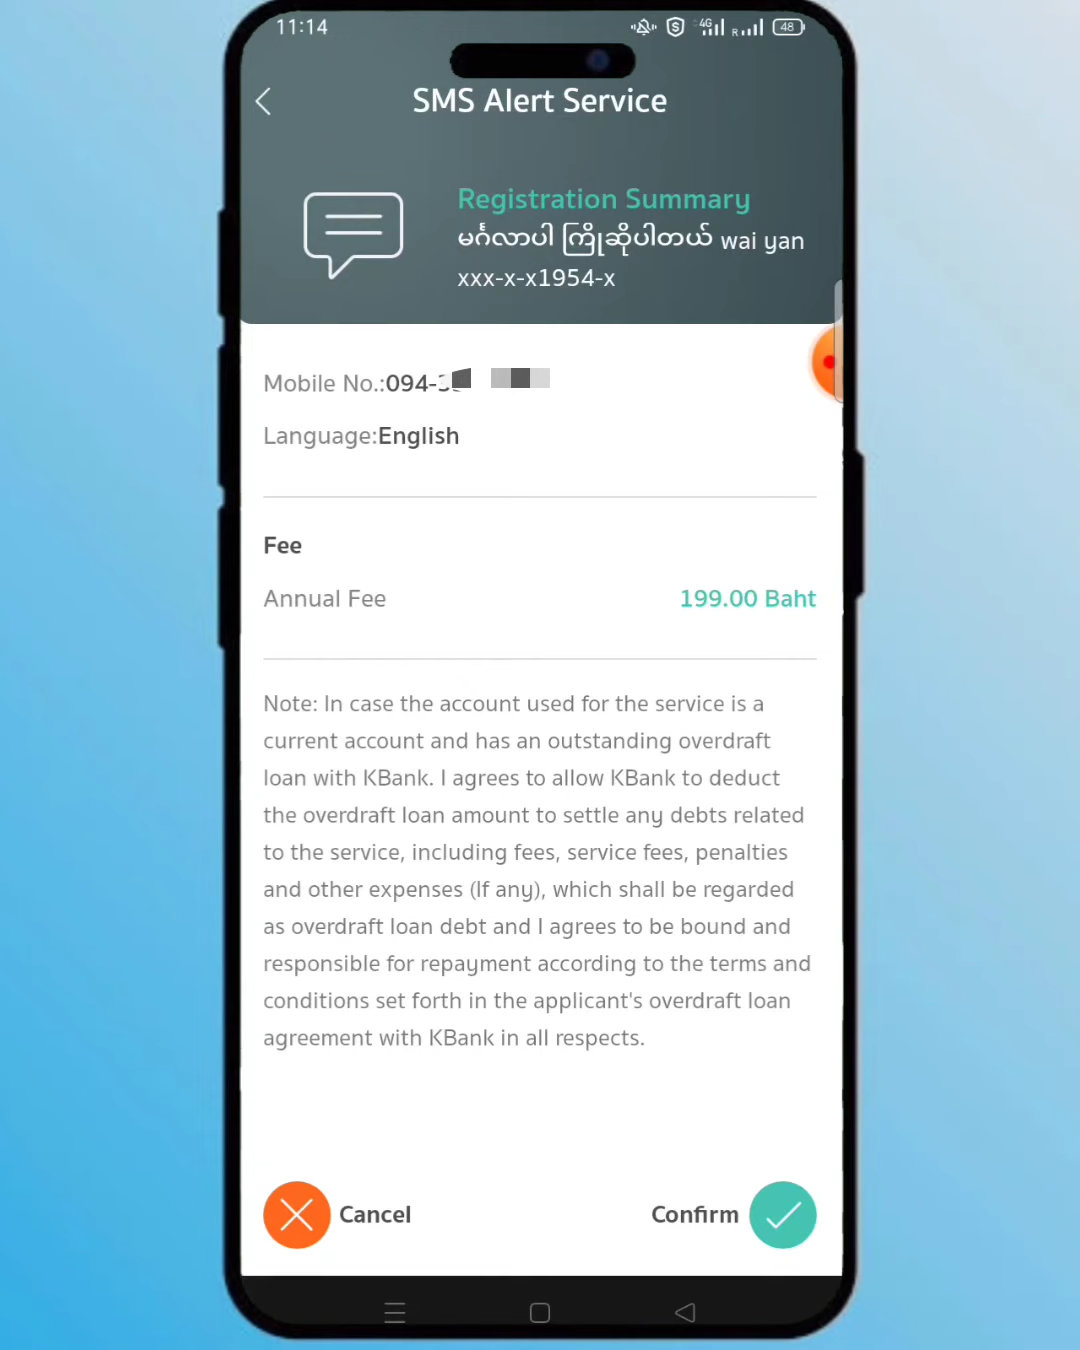 11:14
4G
R
48
SMS Alert Service
Registration Summary
မင်္ဂလာပါ ကြိုဆိုပါတယ် wai yan
xxx-x-x1954-x
Mobile No.:094-
Language:English
Fee
Annual Fee 199.00 Baht
Note: In case the account used for the service is a
current account and has an outstanding overdraft
loan with KBank. I agrees to allow KBank to deduct
the overdraft loan amount to settle any debts related
to the service, including fees, service fees, penalties
and other expenses (If any), which shall be regarded
as overdraft loan debt and I agrees to be bound and
responsible for repayment according to the terms and
conditions set forth in the applicant's overdraft loan
agreement with KBank in all respects.
Cancel Confirm